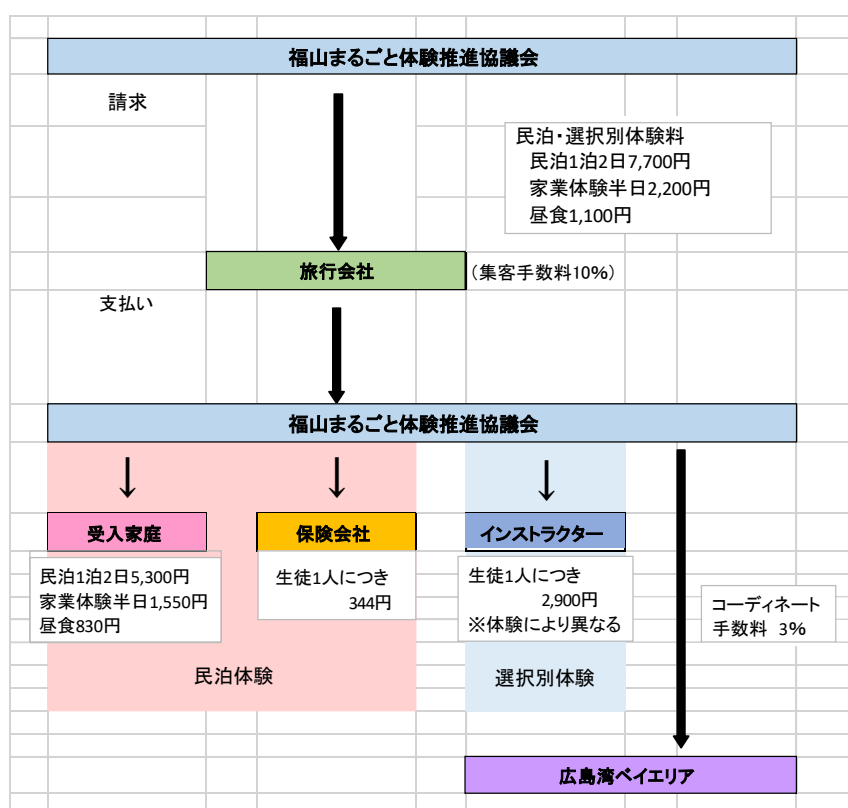 福山まるごと体験推進協議会
請求
民泊・選択別体験料
民泊1泊2日7,700円
家業体験半日2,200円
昼食1,100円
旅行会社
(集客手数料10%)
支払い
福山まるごと体験推進協議会
受入家庭
民泊1泊2日5,300円
家業体験半日1,550円
昼食830円
保険会社
生徒1人につき
344円
インストラクター
生徒1人につき
2,900円
※体験により異なる
コーディネート
手数料 3%
民泊体験
選択別体験
広島湾ベイエリア